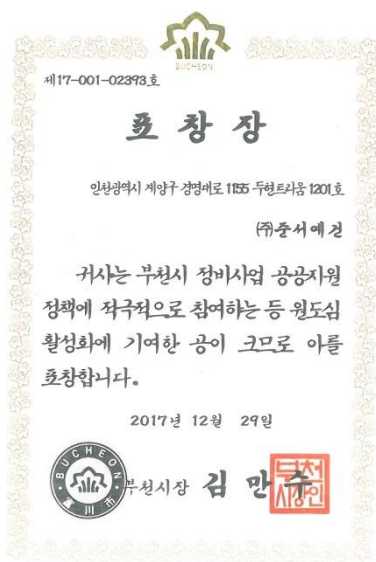 BUCHEON
제17-001-02393호
표 창 장
인천광역시 계양구 경명대로 1155 두현프라움 1201호
(주)준서예건
귀사는 부천시 정비사업 공공지원
정책에 적극적으로 참여하는 등 원도심
활성화에 기여한 공이 크므로 이를
표창합니다.
2017년 12월 29일
BUCHEON
부천시장 김 만 수
부천
시장인